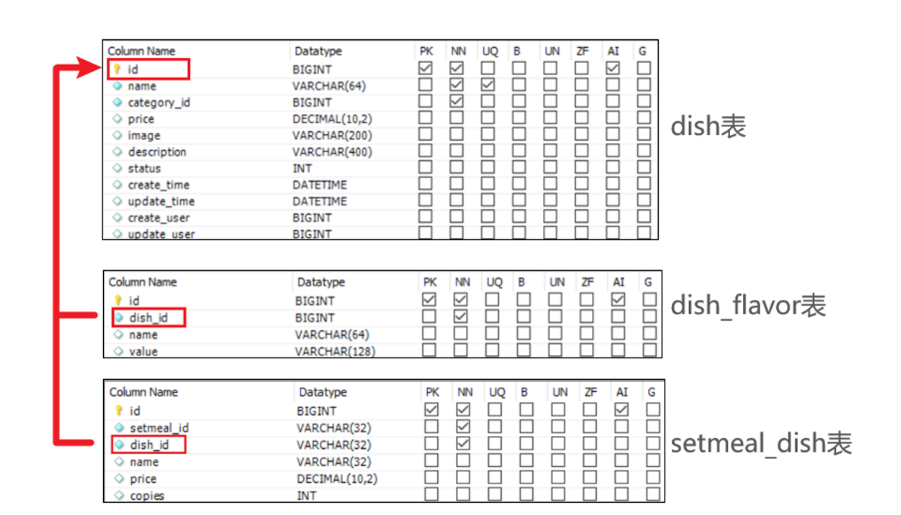 Column Name Datatype PK NN UQ B UN ZF AI G
id BIGINT
name VARCHAR(64)
category_id BIGINT
price DECIMAL(10,2)
image VARCHAR(200)
description VARCHAR(400)
status INT
create_time DATETIME
update_time DATETIME
create_user BIGINT
update_user BIGINT
dish表
Column Name Datatype PK NN UQ B UN ZF AI G
id BIGINT
dish_id BIGINT
name VARCHAR(64)
value VARCHAR(128)
dish_flavor表
Column Name Datatype PK NN UQ B UN ZF AI G
id BIGINT
setmeal_id VARCHAR(32)
dish_id VARCHAR(32)
name VARCHAR(32)
price DECIMAL(10,2)
copies INT
setmeal_dish表